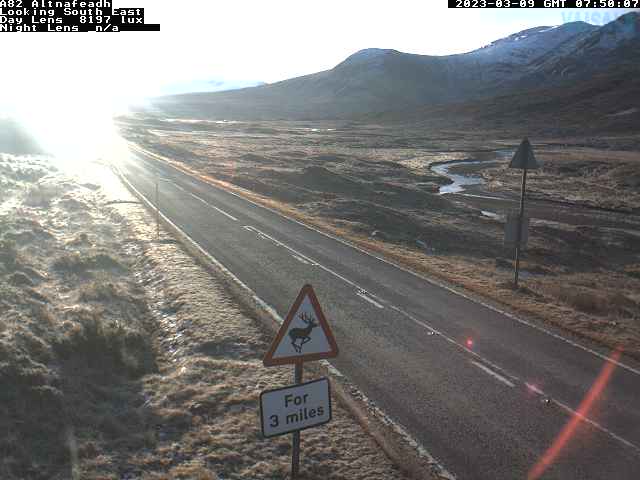 A82 Altnafeadh
Looking South East
Day Lens 8197 lux
Night Lens n/a
2023-03-09 GMT 07:50:07
VAISALA
For
3 miles